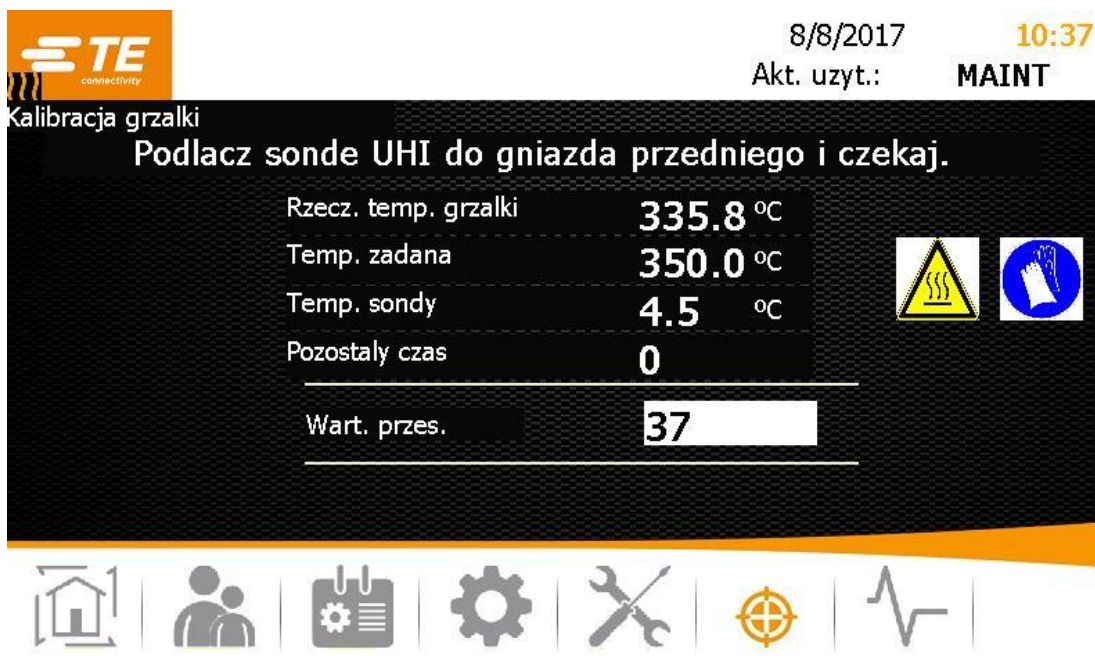 TE
connectivity
8/8/2017 10:37
Akt. uzyt.: MAINT
Kalibracja grzalki
Podlacz sonde UHI do gniazda przedniego i czekaj.
Rzecz. temp. grzalki 335.8 ºC
Temp. zadana 350.0 ºC
Temp. sondy 4.5 ºC
Pozostaly czas 0
Wart. przes. 37